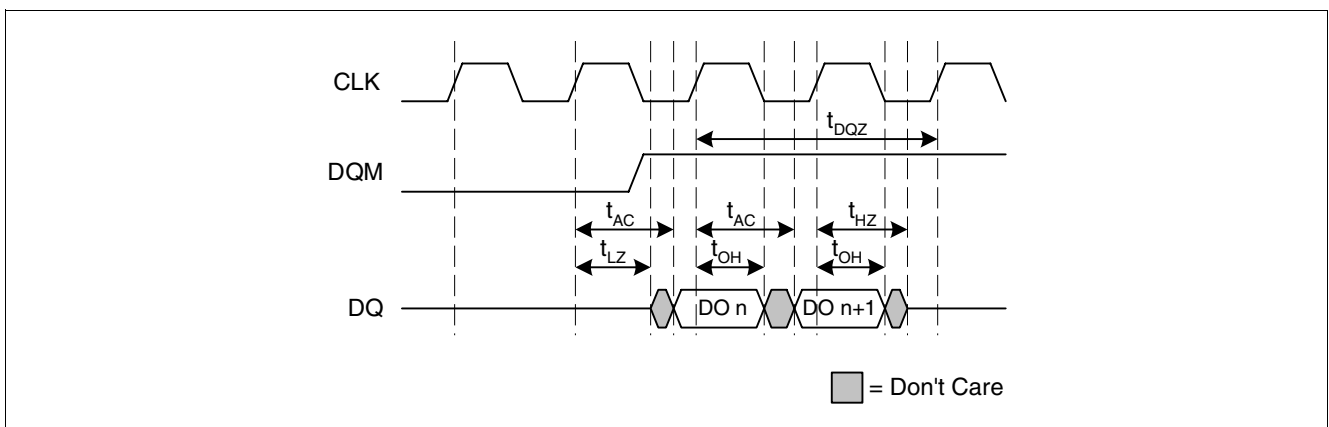 CLK
tDQZ
DQM
tAC tAC tHZ
tLZ tOH tOH
DQ DO n DO n+1
= Don't Care